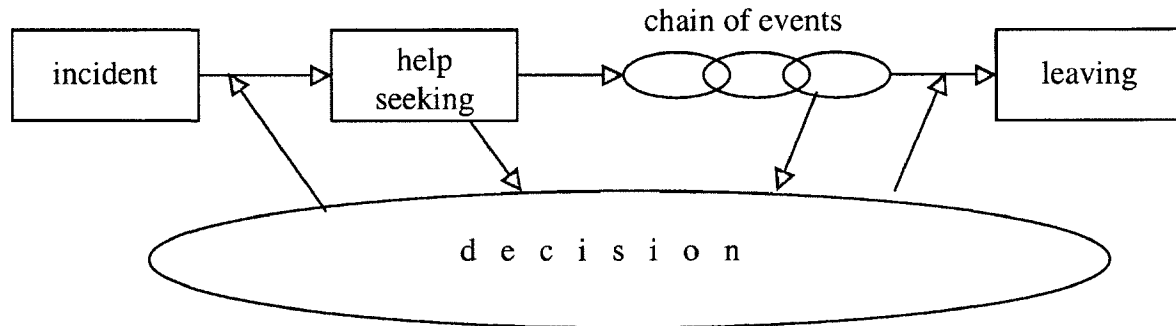 chain of events
incident
help
seeking
leaving
d e c i s i o n